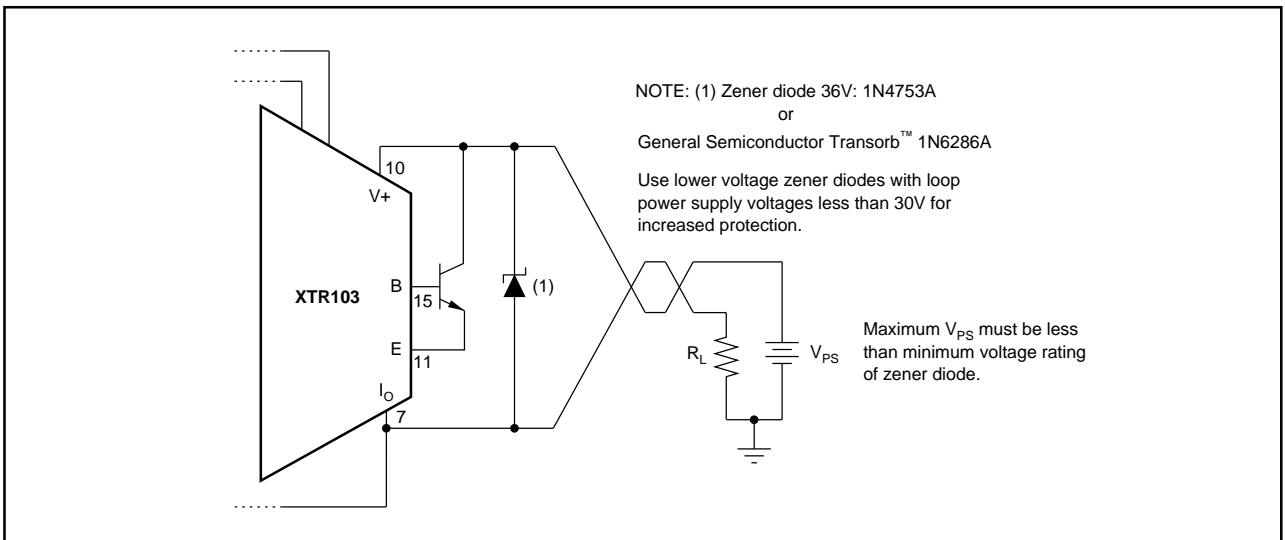 NOTE: (1) Zener diode 36V: 1N4753A
or
General Semiconductor Transorb™ 1N6286A
Use lower voltage zener diodes with loop
power supply voltages less than 30V for
increased protection.
10
V+
XTR103
B
15
E
11
IO
7
(1)
RL
VPS
Maximum VPS must be less
than minimum voltage rating
of zener diode.